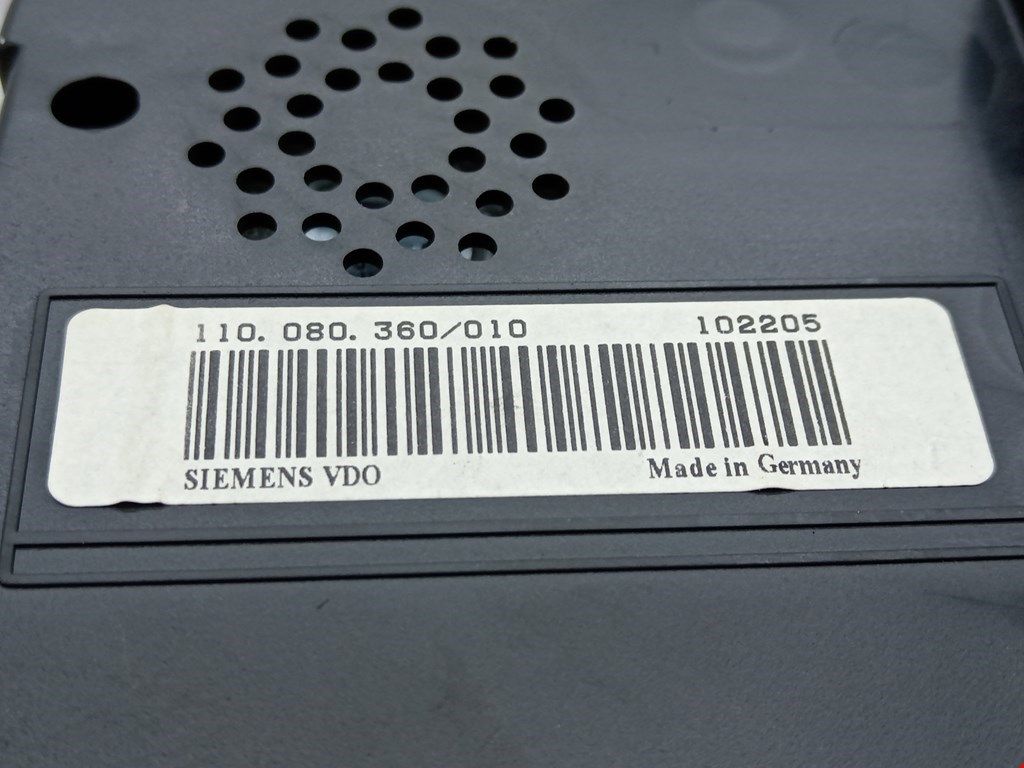 110. 080. 360/010 102205
SIEMENS VDO Made in Germany